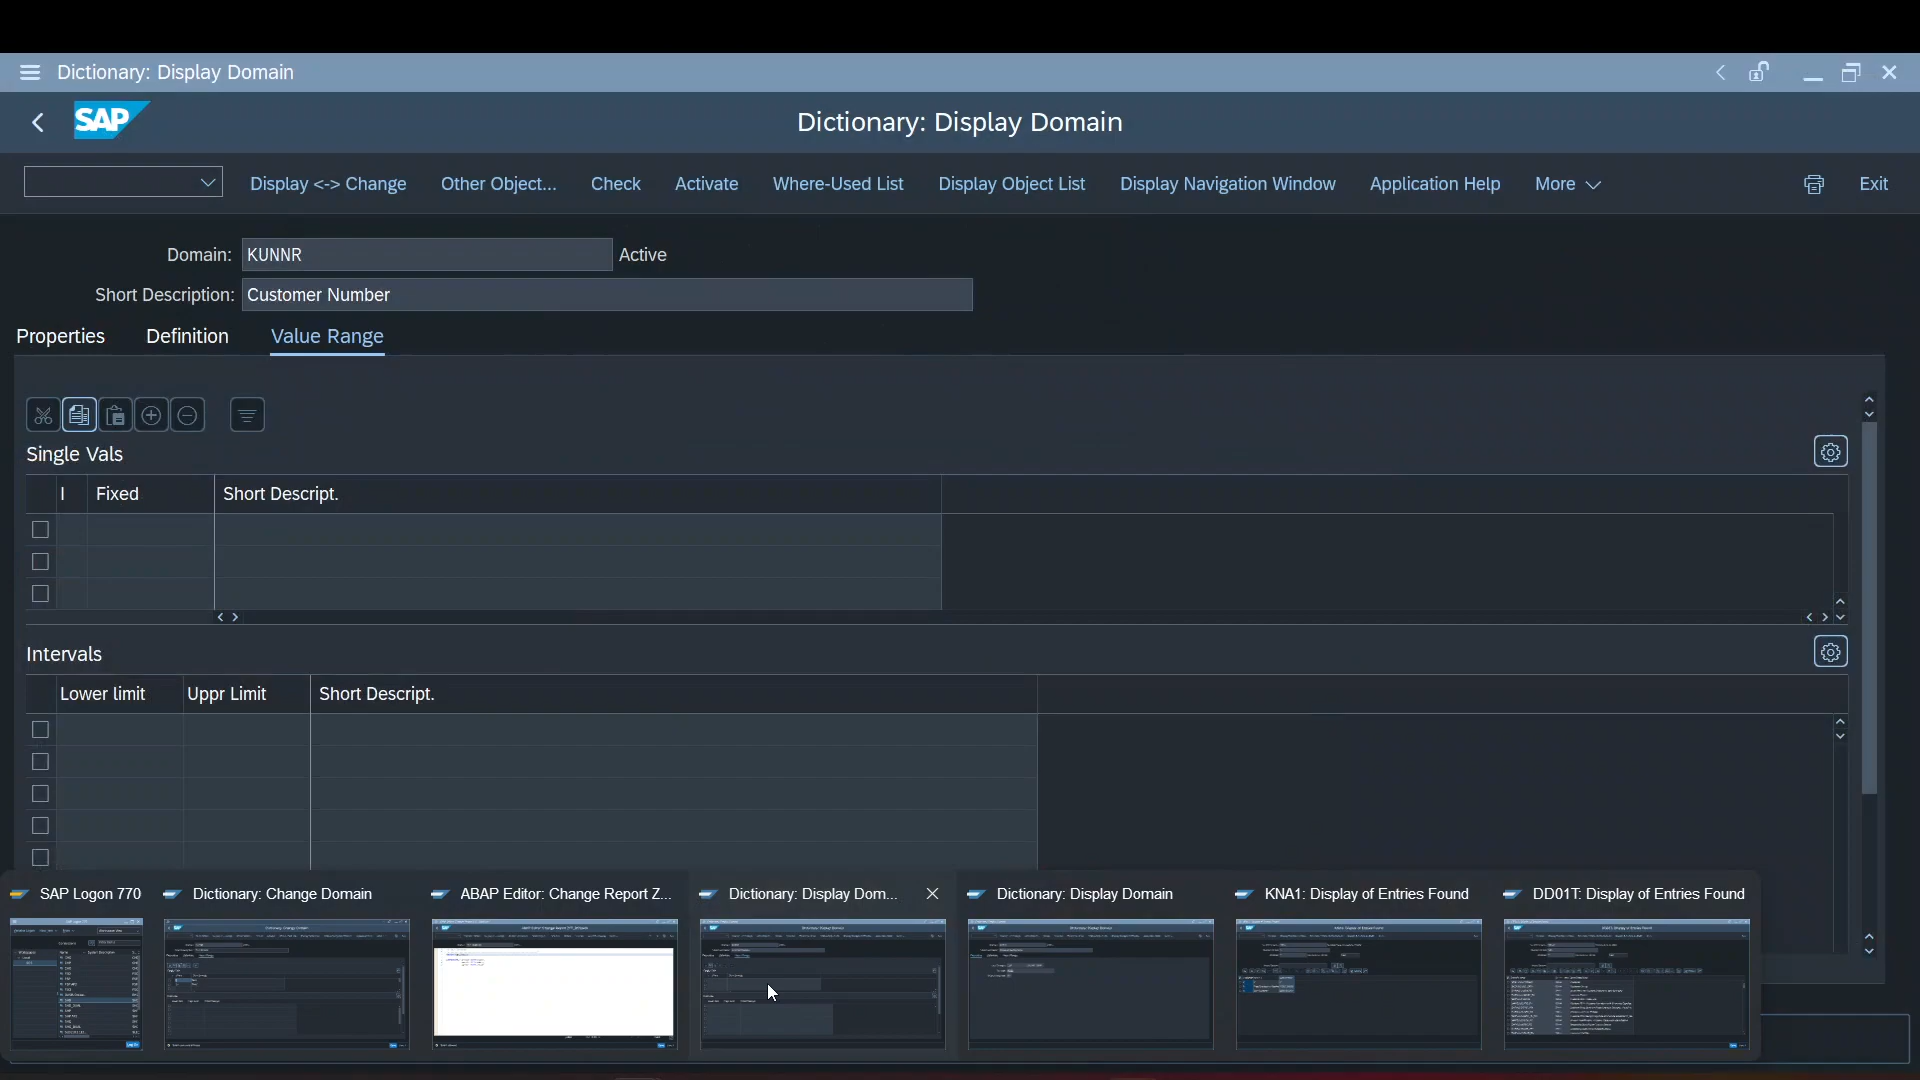 Dictionary: Display Domain
SAP
Dictionary: Display Domain
Display <-> Change Other Object... Check Activate Where-Used List Display Object List Display Navigation Window Application Help More Exit
Domain: KUNNR Active
Short Description: Customer Number
Properties Definition Value Range
Single Vals
I Fixed Short Descript.
Intervals
Lower limit Uppr Limit Short Descript.
SAP Logon 770 Dictionary: Change Domain ABAP Editor: Change Report Z... Dictionary: Display Dom... Dictionary: Display Domain KNA1: Display of Entries Found DD01T: Display of Entries Found